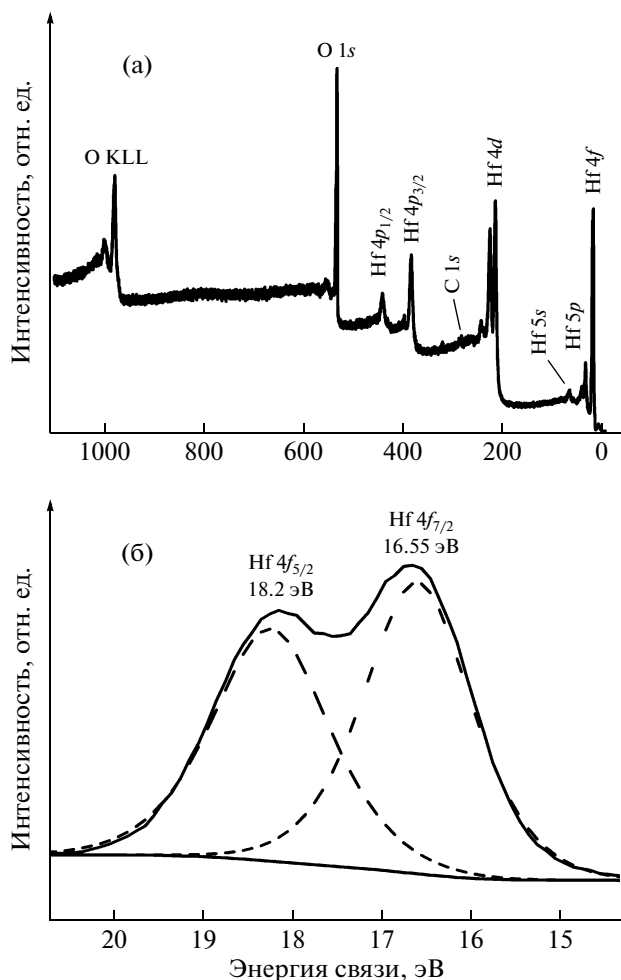 Интенсивность, отн. ед.
(а)
O KLL
O 1s
Hf 4p1/2
Hf 4p3/2
C 1s
Hf 4d
Hf 5s
Hf 5p
Hf 4f
1000 800 600 400 200 0
Интенсивность, отн. ед.
(б)
Hf 4f5/2
18.2 эВ
Hf 4f7/2
16.55 эВ
20 19 18 17 16 15
Энергия связи, эВ